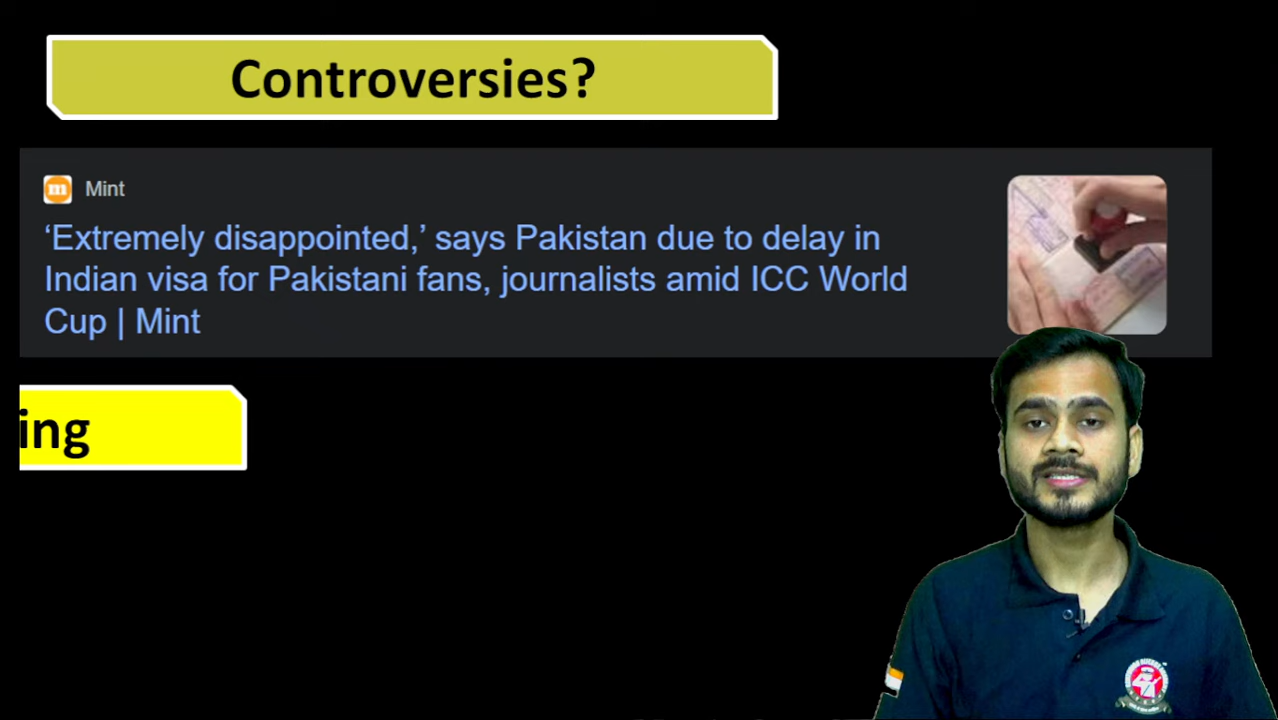 Controversies?
m Mint
‘Extremely disappointed,’ says Pakistan due to delay in
Indian visa for Pakistani fans, journalists amid ICC World
Cup | Mint
ing